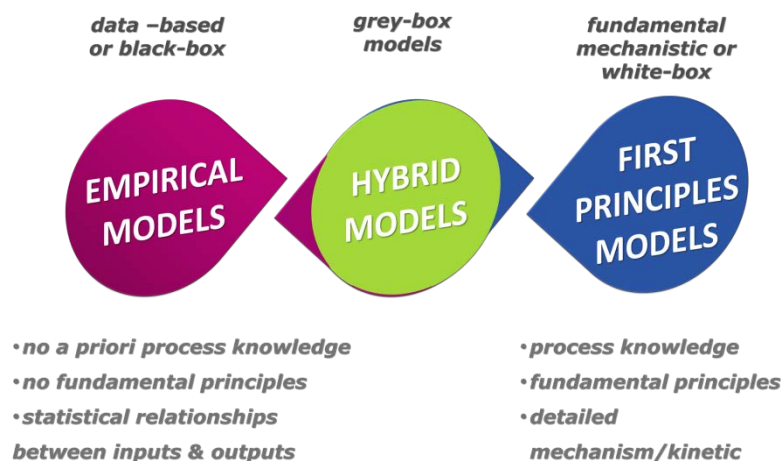 data –based
or black-box
grey-box
models
fundamental
mechanistic or
white-box
EMPIRICAL
MODELS
HYBRID
MODELS
FIRST
PRINCIPLES
MODELS
•no a priori process knowledge
•no fundamental principles
•statistical relationships
between inputs & outputs
•process knowledge
•fundamental principles
•detailed
mechanism/kinetic